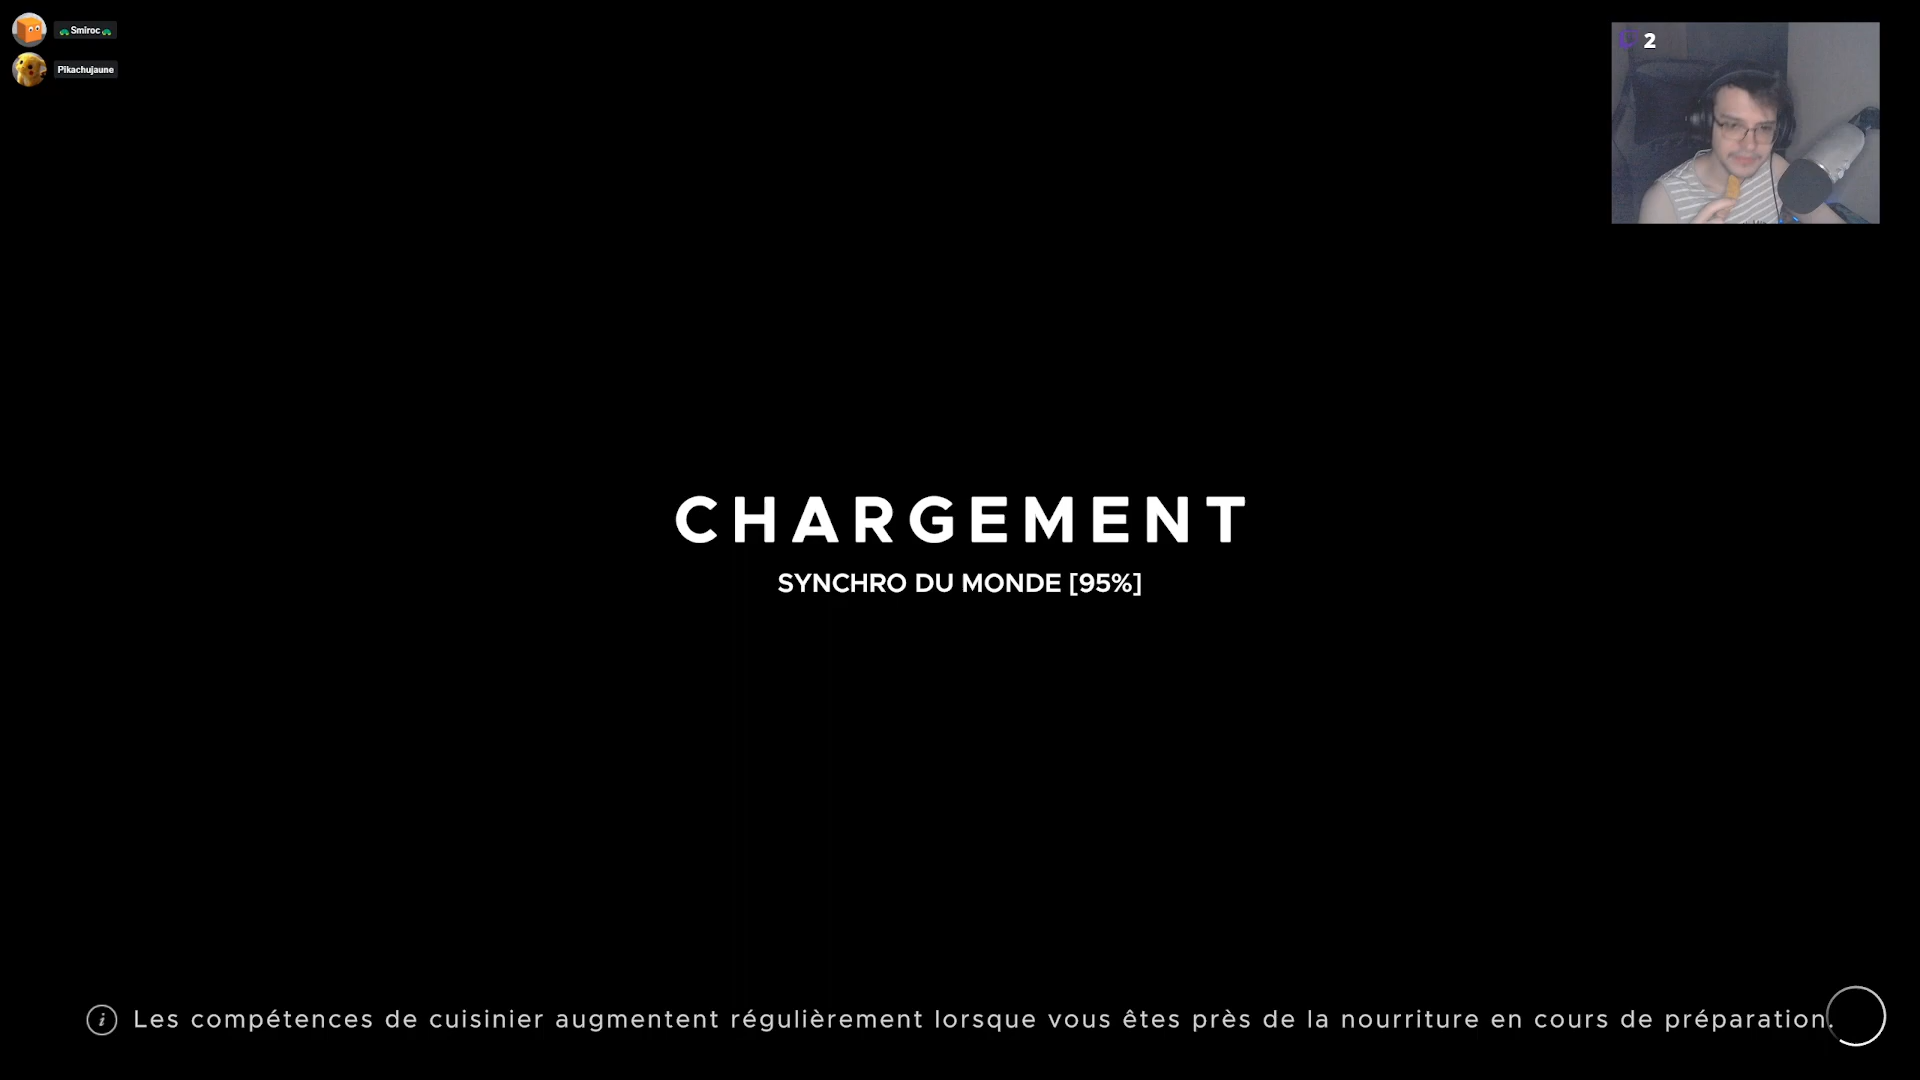 Smiroc
Pikachujaune
2
CHARGEMENT
SYNCHRO DU MONDE [95%]
i Les compétences de cuisinier augmentent régulièrement lorsque vous êtes près de la nourriture en cours de préparation.